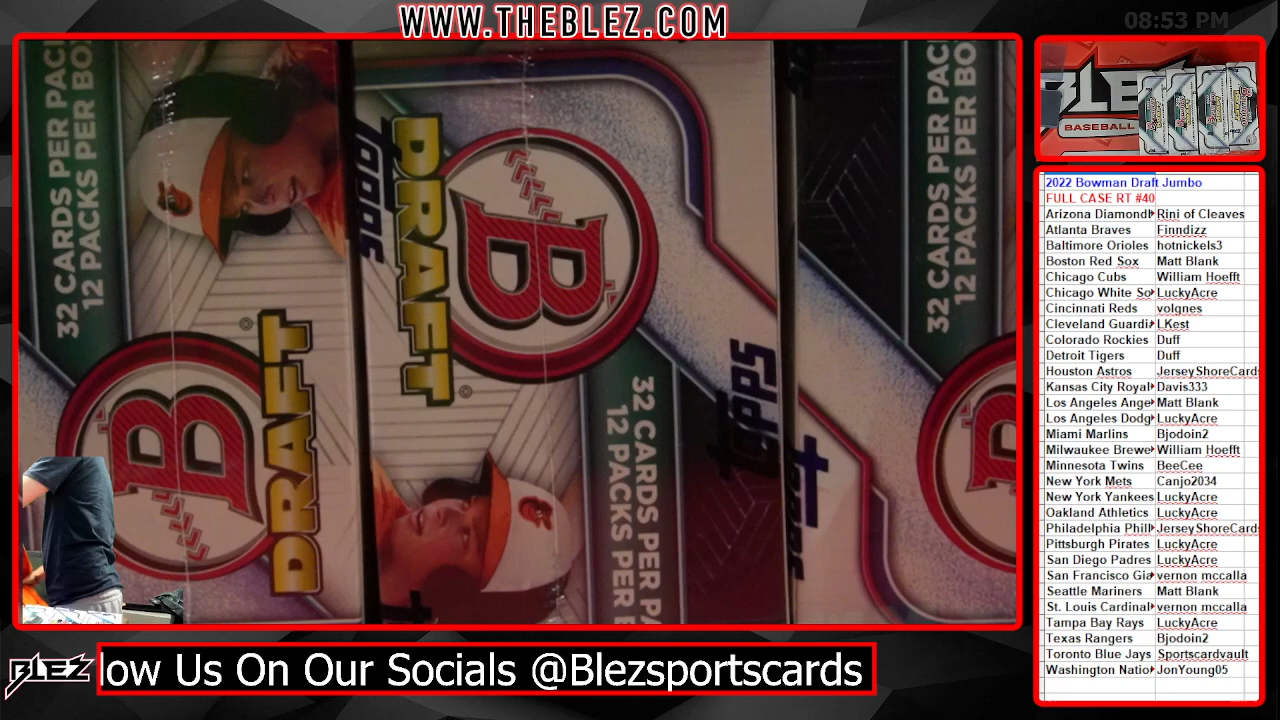 WWW.THEBLEZ.COM
08:53 PM
32 CARDS PER PACK
12 PACKS PER BOX
DRAFT
B
Topps
DRAFT
B
32 CARDS PER PA
12 PACKS PER B
topps
topps
32 CARDS PER PAC
12 PACKS PER BO
BLE
BASEBALL
2022 Bowman Draft Jumbo
FULL CASE RT #40
Arizona Diamond Rini of Cleaves
Atlanta Braves Finndizz
Baltimore Orioles hotnickels3
Boston Red Sox Matt Blank
Chicago Cubs William Hoefft
Chicago White So LuckyAcre
Cincinnati Reds volgnes
Cleveland Guardi LKest
Colorado Rockies Duff
Detroit Tigers Duff
Houston Astros JerseyShoreCards
Kansas City Royal Davis333
Los Angeles Ange Matt Blank
Los Angeles Dodg LuckyAcre
Miami Marlins Bjodoin2
Milwaukee Brewe William Hoefft
Minnesota Twins BeeCee
New York Mets Canjo2034
New York Yankees LuckyAcre
Oakland Athletics LuckyAcre
Philadelphia Phill JerseyShoreCards
Pittsburgh Pirates LuckyAcre
San Diego Padres LuckyAcre
San Francisco Gia vernon mccalla
Seattle Mariners Matt Blank
St. Louis Cardinal vernon mccalla
Tampa Bay Rays LuckyAcre
Texas Rangers Bjodoin2
Toronto Blue Jays Sportscardvault
Washington Natio JonYoung05
BLEZ
low Us On Our Socials @Blezsportscards